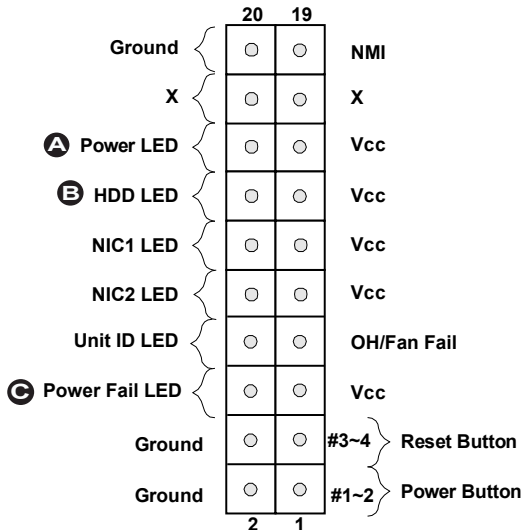 20 19
Ground NMI
X X
A Power LED Vcc
B HDD LED Vcc
NIC1 LED Vcc
NIC2 LED Vcc
Unit ID LED OH/Fan Fail
C Power Fail LED Vcc
Ground #3~4 Reset Button
Ground #1~2 Power Button
2 1